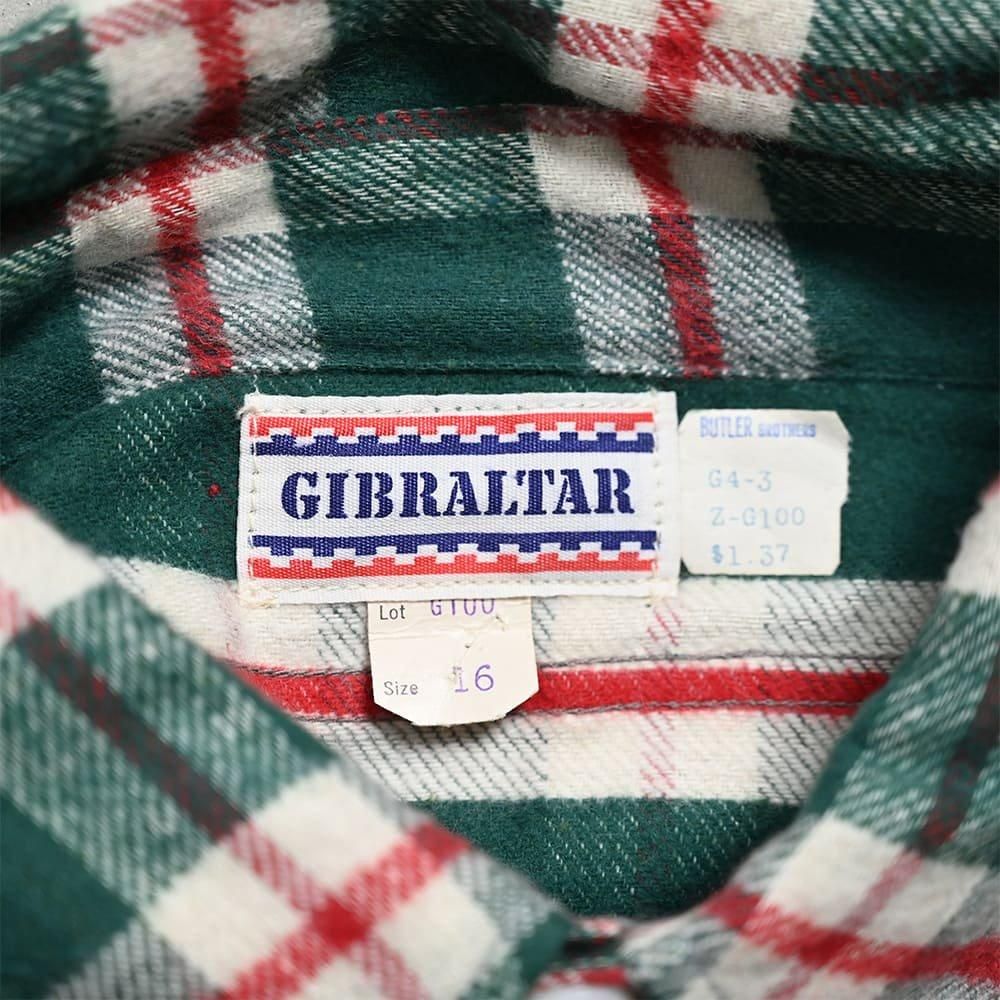 GIBRALTAR
BUTLER BROTHERS
G4-3
Z-G100
$1.37
Lot G100
Size 16